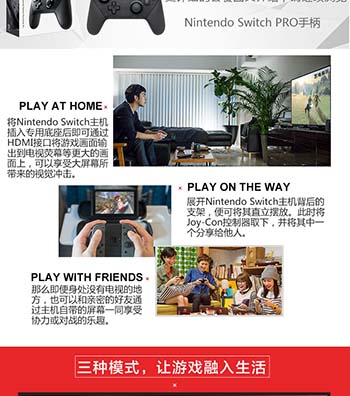 Nintendo Switch PRO手柄
PLAY AT HOME
将Nintendo Switch主机
插入专用底座后即可通过
HDMI接口将游戏画面输
出到电视荧幕等更大的画
面上，可以享受大屏幕所
带来的视觉冲击。
PLAY ON THE WAY
展开Nintendo Switch主机背后的
支架，便可将其直立摆放。此时将
Joy-Con控制器取下，并将其中一
个分享给他人。
PLAY WITH FRIENDS
那么即便身处没有电视的地
方，也可以和亲密的好友通
过主机自带的屏幕一同享受
协力或对战的乐趣。
三种模式，让游戏融入生活